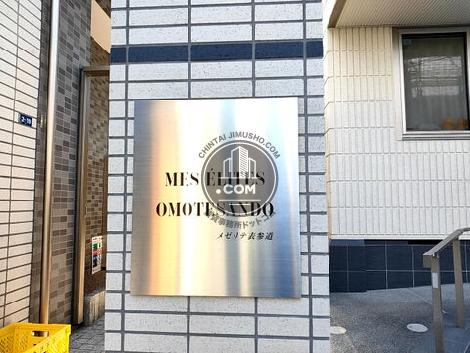 MES ÉLITES
OMOTESANDO
メゼリテ表参道
CHINTAI JIMUSHO.COM
.COM